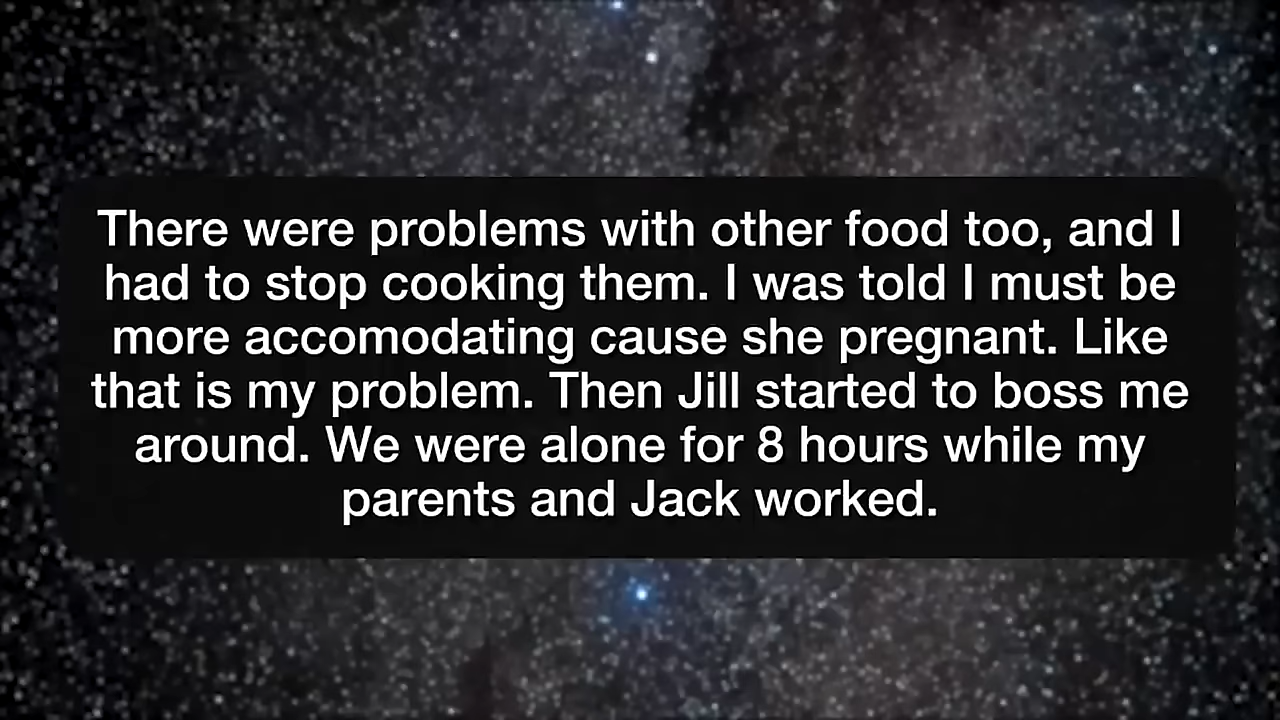 There were problems with other food too, and I
had to stop cooking them. I was told I must be
more accomodating cause she pregnant. Like
that is my problem. Then Jill started to boss me
around. We were alone for 8 hours while my
parents and Jack worked.